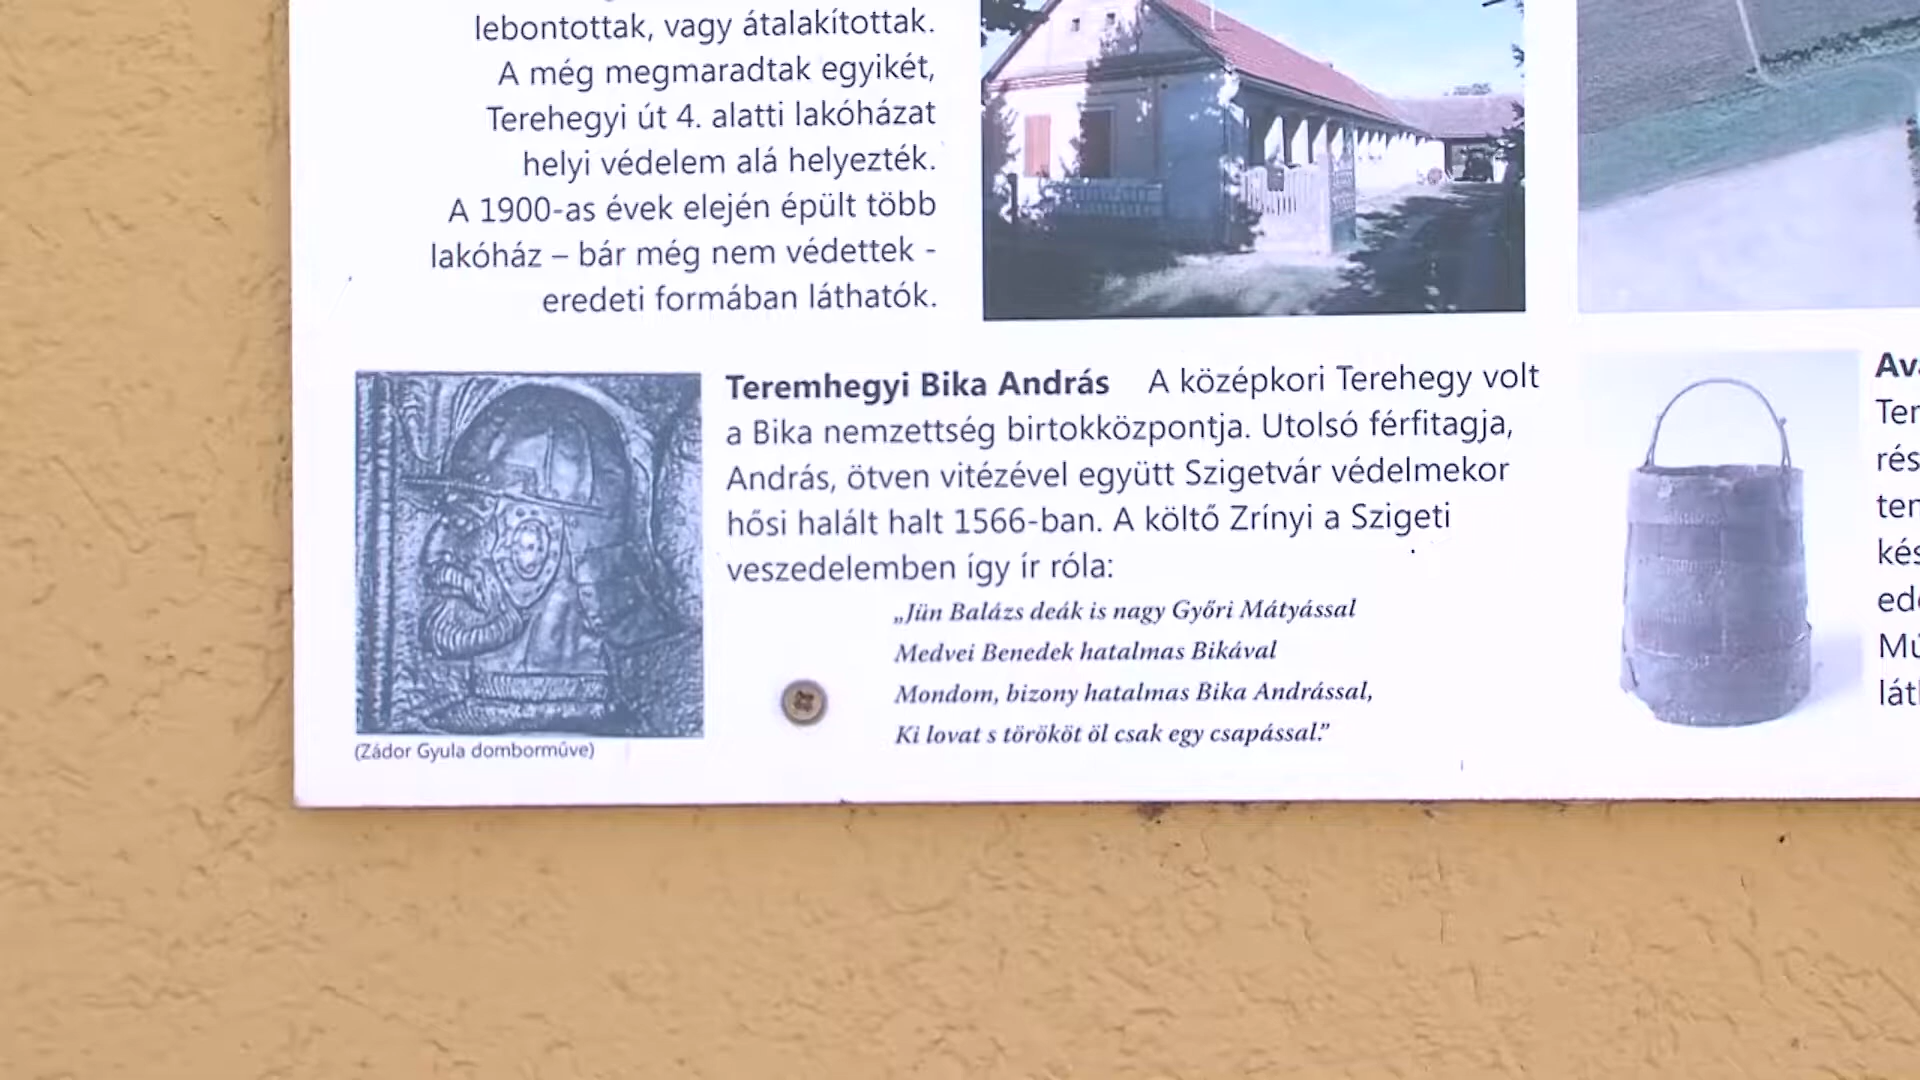 lebontottak, vagy átalakítottak.
A még megmaradtak egyikét,
Terehegyi út 4. alatti lakóházat
helyi védelem alá helyezték.
A 1900-as évek elején épült több
lakóház – bár még nem védettek -
eredeti formában láthatók.
Teremhegyi Bika András A középkori Terehegy volt
a Bika nemzettség birtokközpontja. Utolsó férfitagja,
András, ötven vitézével együtt Szigetvár védelmekor
hősi halált halt 1566-ban. A költő Zrínyi a Szigeti
veszedelemben így ír róla:
„Jün Balázs deák is nagy Győri Mátyással
Medvei Benedek hatalmas Bikával
Mondom, bizony hatalmas Bika Andrással,
Ki lovat s törököt öl csak egy csapással.”
(Zádor Gyula domborműve)